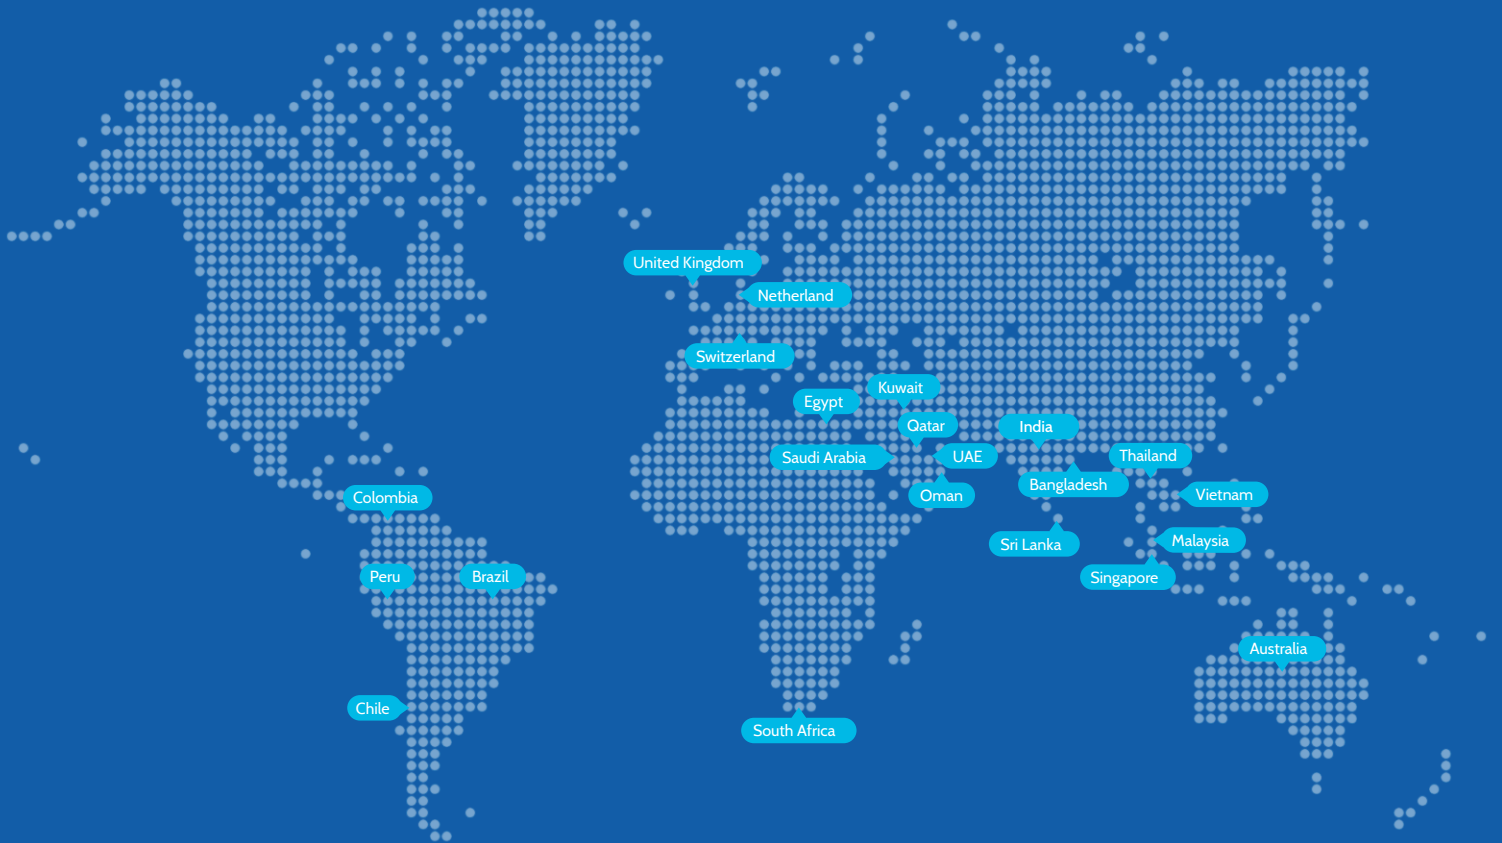 United Kingdom
Netherland
Switzerland
Kuwait
Egypt
Qatar
India
Saudi Arabia
UAE
Thailand
Bangladesh
Oman
Vietnam
Colombia
Sri Lanka
Malaysia
Peru
Brazil
Singapore
Australia
Chile
South Africa